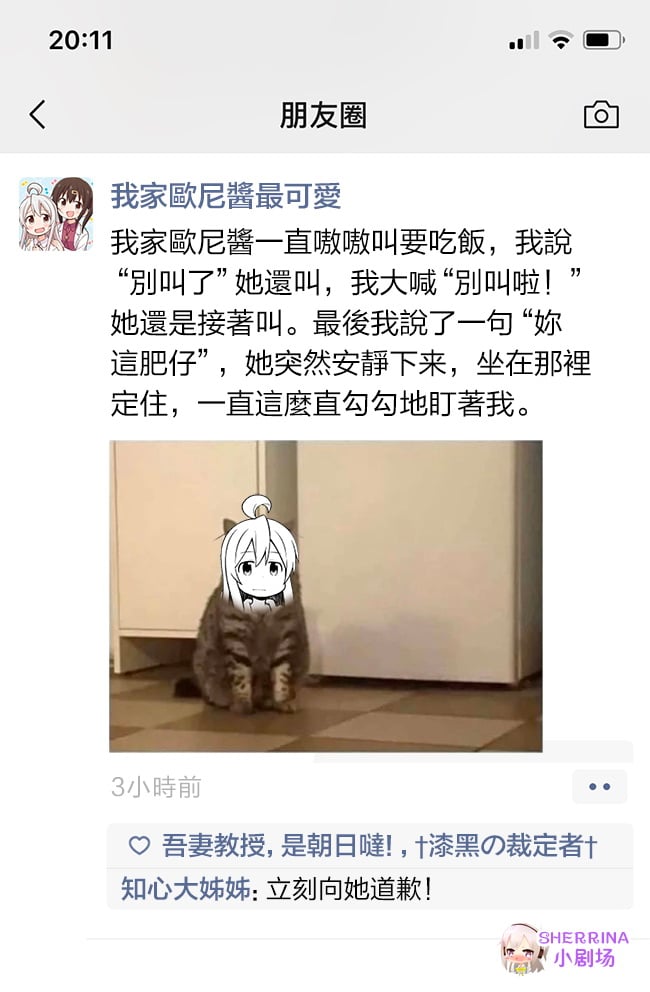 20:11
朋友圈
我家歐尼醬最可愛
我家歐尼醬一直嗷嗷叫要吃飯，我說
“別叫了”她還叫，我大喊“別叫啦！”
她還是接著叫。最後我說了一句“妳
這肥仔”，她突然安靜下来，坐在那裡
定住，一直這麼直勾勾地盯著我。
3小時前
吾妻教授, 是朝日噠! , †漆黑の裁定者†
知心大姊姊: 立刻向她道歉！
SHERRINA
小剧场